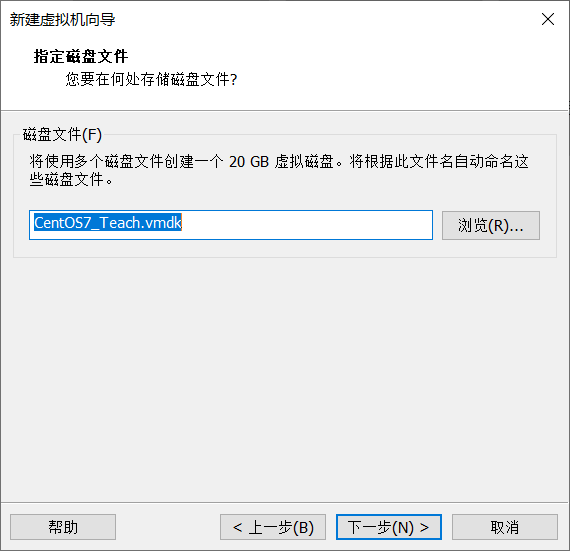 新建虚拟机向导
指定磁盘文件
您要在何处存储磁盘文件?
磁盘文件(F)
将使用多个磁盘文件创建一个 20 GB 虚拟磁盘。将根据此文件名自动命名这
些磁盘文件。
CentOS7_Teach.vmdk
浏览(R)...
帮助
< 上一步(B)
下一步(N) >
取消